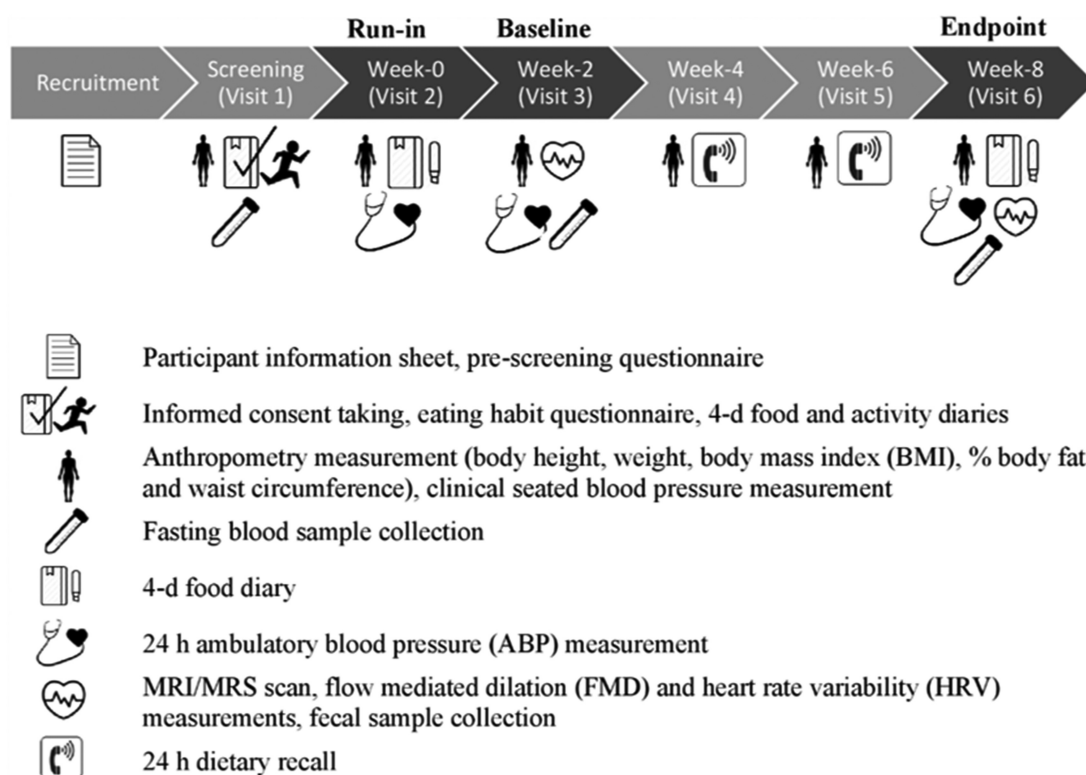 Run-in Baseline Endpoint
Recruitment Screening (Visit 1) Week-0 (Visit 2) Week-2 (Visit 3) Week-4 (Visit 4) Week-6 (Visit 5) Week-8 (Visit 6)
Participant information sheet, pre-screening questionnaire
Informed consent taking, eating habit questionnaire, 4-d food and activity diaries
Anthropometry measurement (body height, weight, body mass index (BMI), % body fat
and waist circumference), clinical seated blood pressure measurement
Fasting blood sample collection
4-d food diary
24 h ambulatory blood pressure (ABP) measurement
MRI/MRS scan, flow mediated dilation (FMD) and heart rate variability (HRV)
measurements, fecal sample collection
24 h dietary recall